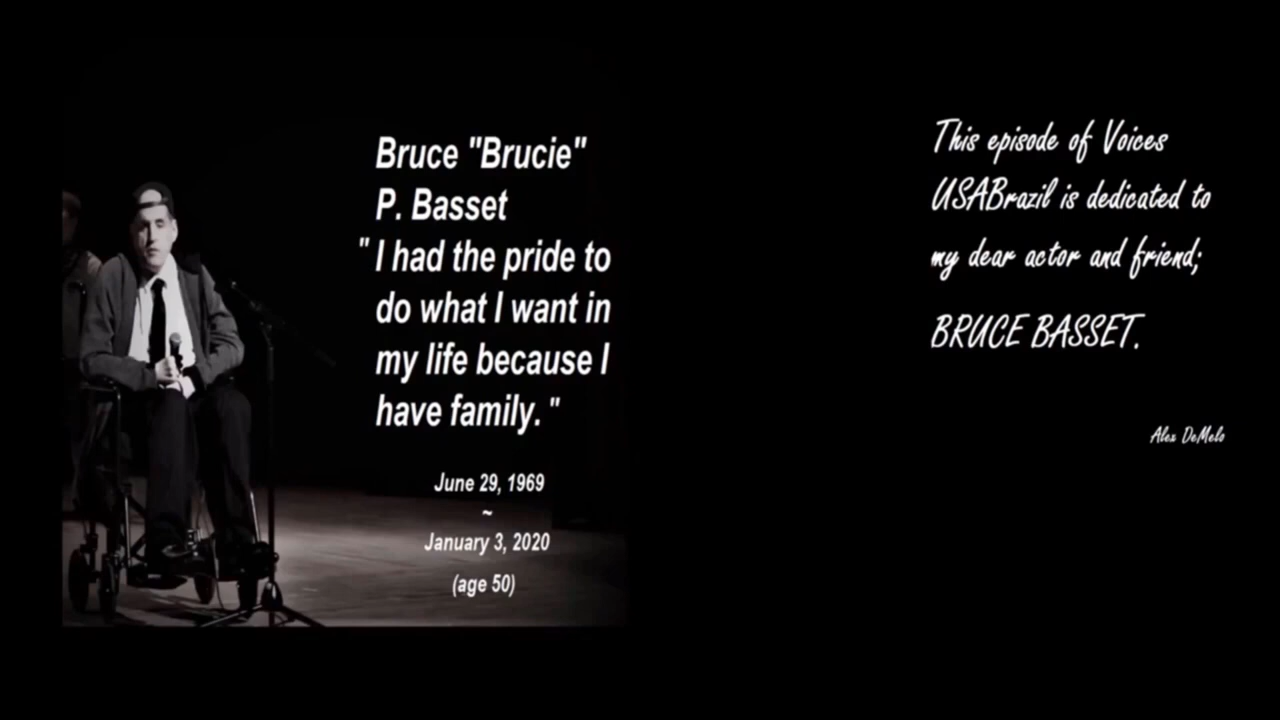 Bruce "Brucie"
P. Basset
"I had the pride to
do what I want in
my life because I
have family."
June 29, 1969
~
January 3, 2020
(age 50)
This episode of Voices
USABrazil is dedicated to
my dear actor and friend;
BRUCE BASSET.
Alex DeMelo